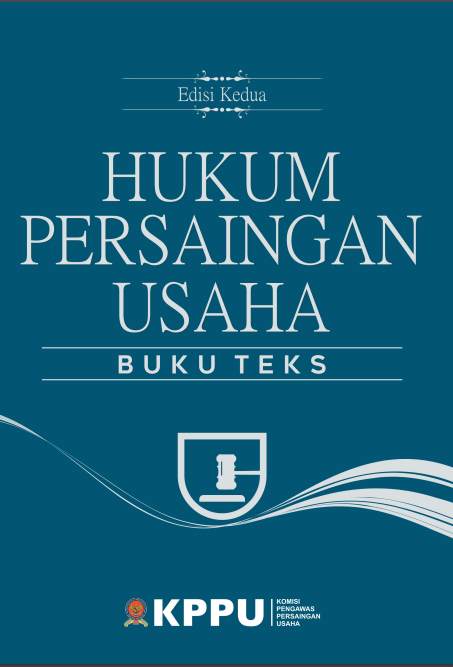 Edisi Kedua
HUKUM
PERSAINGAN
USAHA
BUKU TEKS
KPPU
KOMISI
PENGAWAS
PERSAINGAN
USAHA